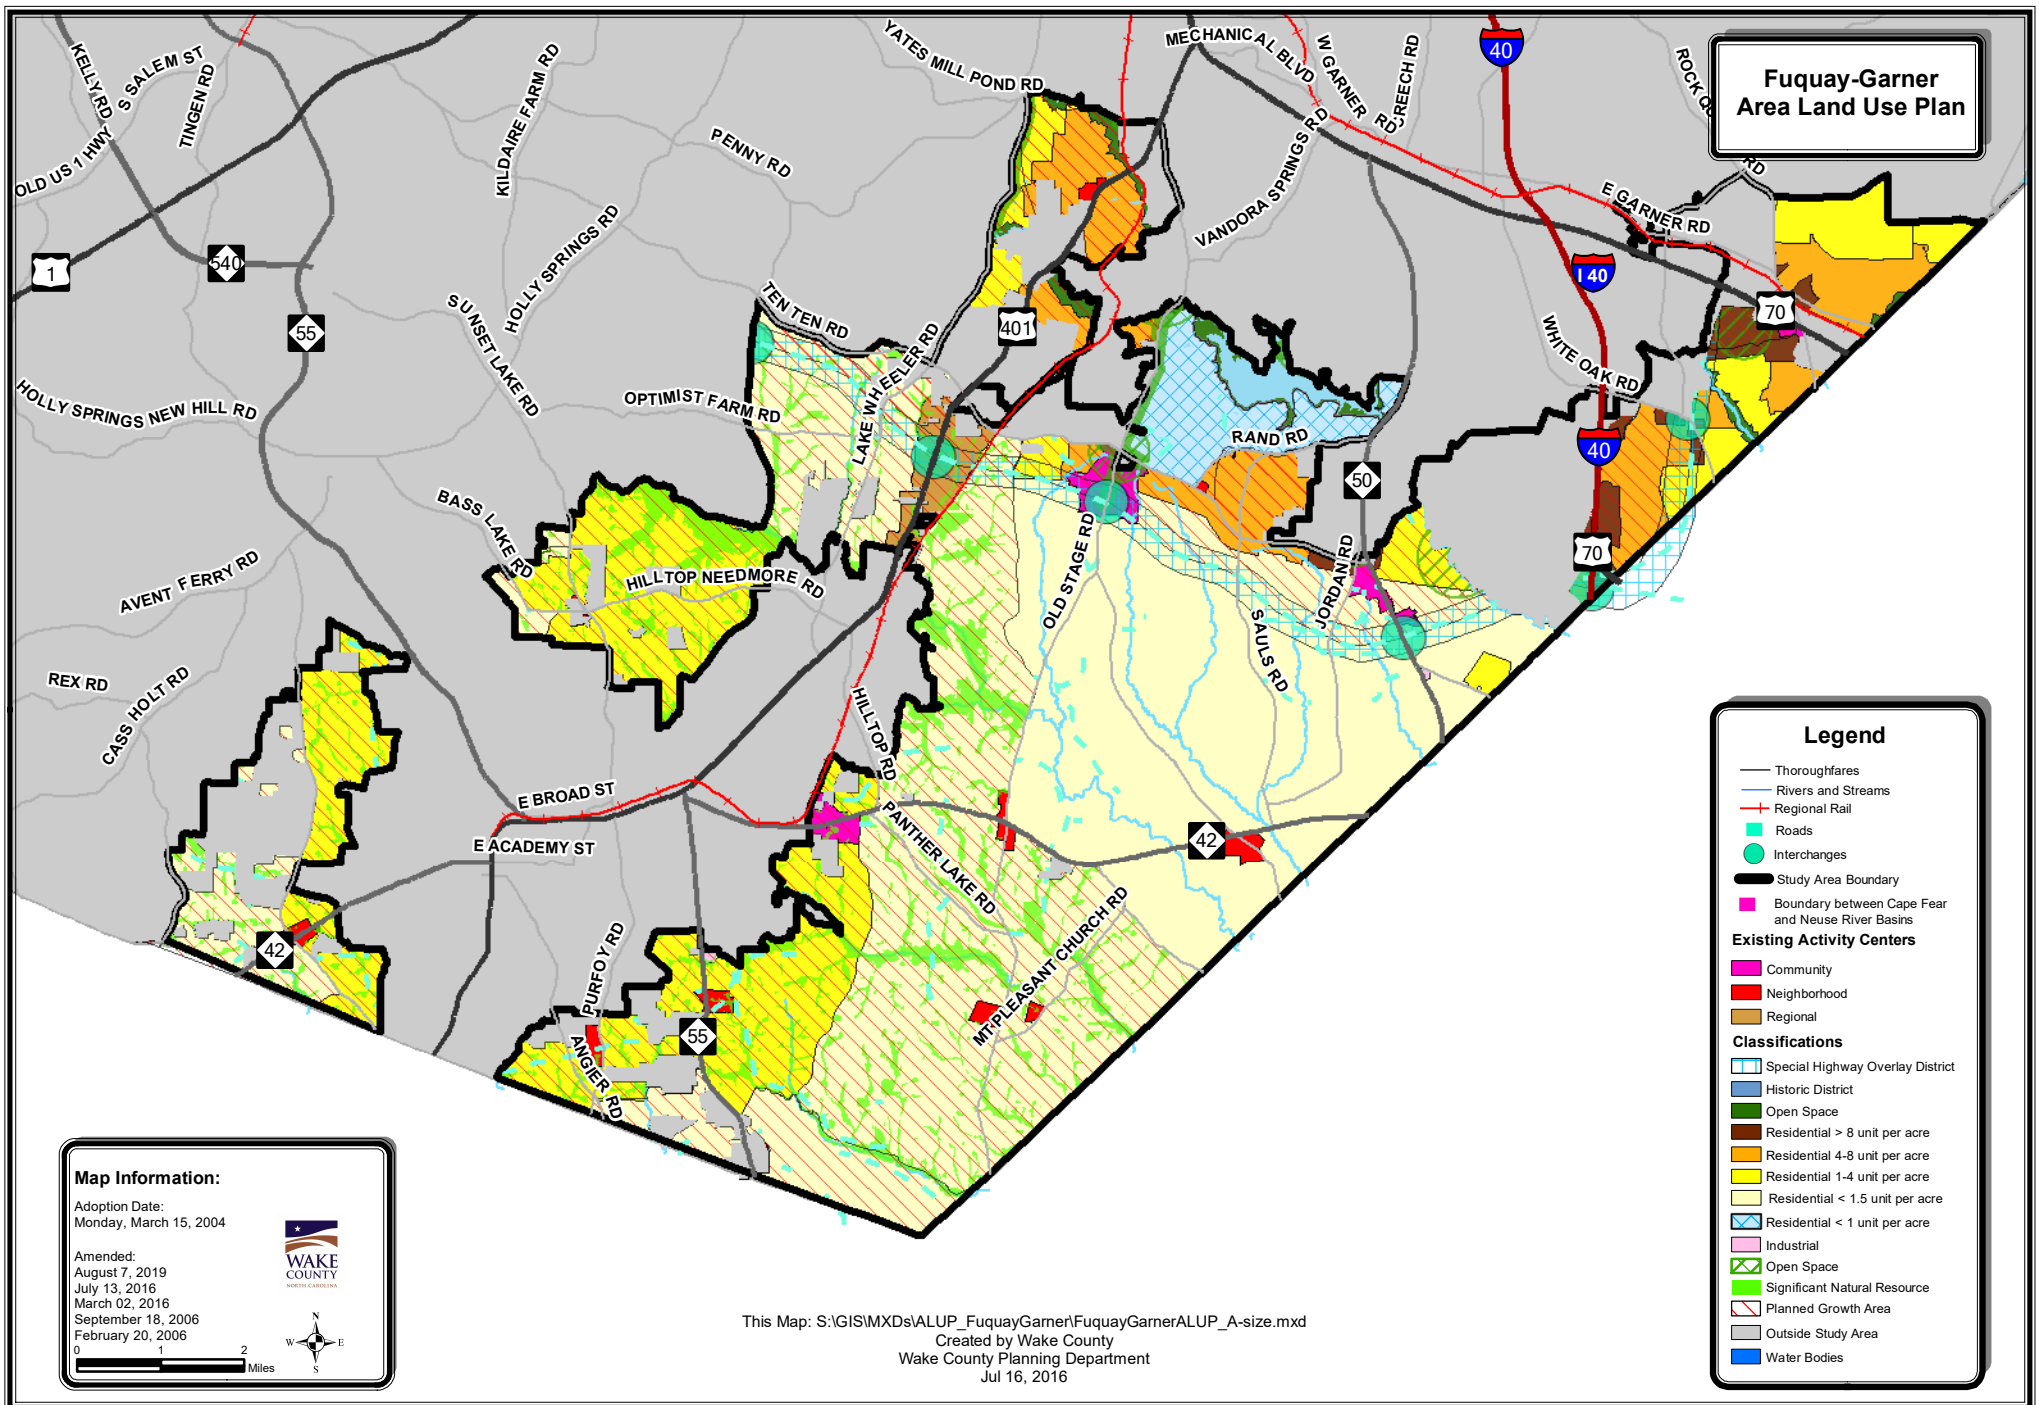 Fuquay-Garner
Area Land Use Plan
KELLY RD
S SALEM ST
TINGEN RD
OLD US 1 HWY
KILDAIRE FARM RD
YATES MILL POND RD
PENNY RD
MECHANICAL BLVD
W GARNER RD
CREECH RD
VANDORA SPRINGS RD
40
RD
E GARNER RD
1
540
55
HOLLY SPRINGS RD
SUNSET LAKE RD
TEN TEN RD
LAKE WHEELER RD
401
I 40
70
WHITE OAK RD
HOLLY SPRINGS NEW HILL RD
OPTIMIST FARM RD
RAND RD
40
50
BASS LAKE RD
HILLTOP NEEDMORE RD
OLD STAGE RD
JORDAN RD
SAULS RD
70
AVENT FERRY RD
REX RD
CASS HOLT RD
HILLTOP RD
E BROAD ST
E ACADEMY ST
PANTHER LAKE RD
42
MT PLEASANT CHURCH RD
42
PURFOY RD
ANGIER RD
55
Legend
Thoroughfares
Rivers and Streams
Regional Rail
Roads
Interchanges
Study Area Boundary
Boundary between Cape Fear
and Neuse River Basins
Existing Activity Centers
Community
Neighborhood
Regional
Classifications
Special Highway Overlay District
Historic District
Open Space
Residential > 8 unit per acre
Residential 4-8 unit per acre
Residential 1-4 unit per acre
Residential < 1.5 unit per acre
Residential < 1 unit per acre
Industrial
Open Space
Significant Natural Resource
Planned Growth Area
Outside Study Area
Water Bodies
Map Information:
Adoption Date:
Monday, March 15, 2004
Amended:
August 7, 2019
July 13, 2016
March 02, 2016
September 18, 2006
February 20, 2006
0 1 2
Miles
WAKE
COUNTY
NORTH CAROLINA
N
W E
S
This Map: S:\GIS\MXDs\ALUP_FuquayGarner\FuquayGarnerALUP_A-size.mxd
Created by Wake County
Wake County Planning Department
Jul 16, 2016